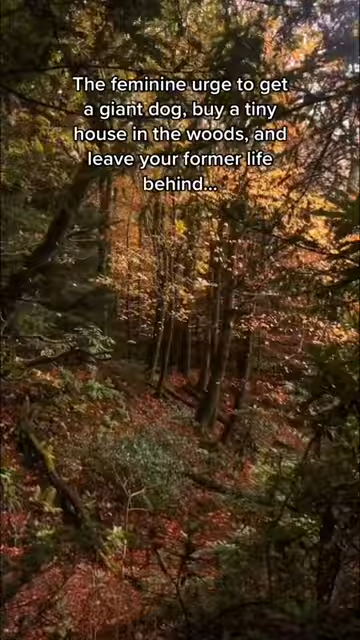 The feminine urge to get
a giant dog, buy a tiny
house in the woods, and
leave your former life
behind...